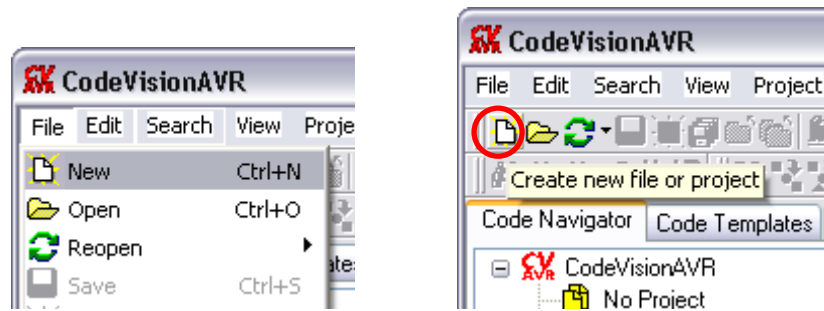 CodeVisionAVR
File Edit Search View Proje
New Ctrl+N
Open Ctrl+O
Reopen
Save Ctrl+S
CodeVisionAVR
File Edit Search View Project
Create new file or project
Code Navigator Code Templates
CodeVisionAVR
No Project